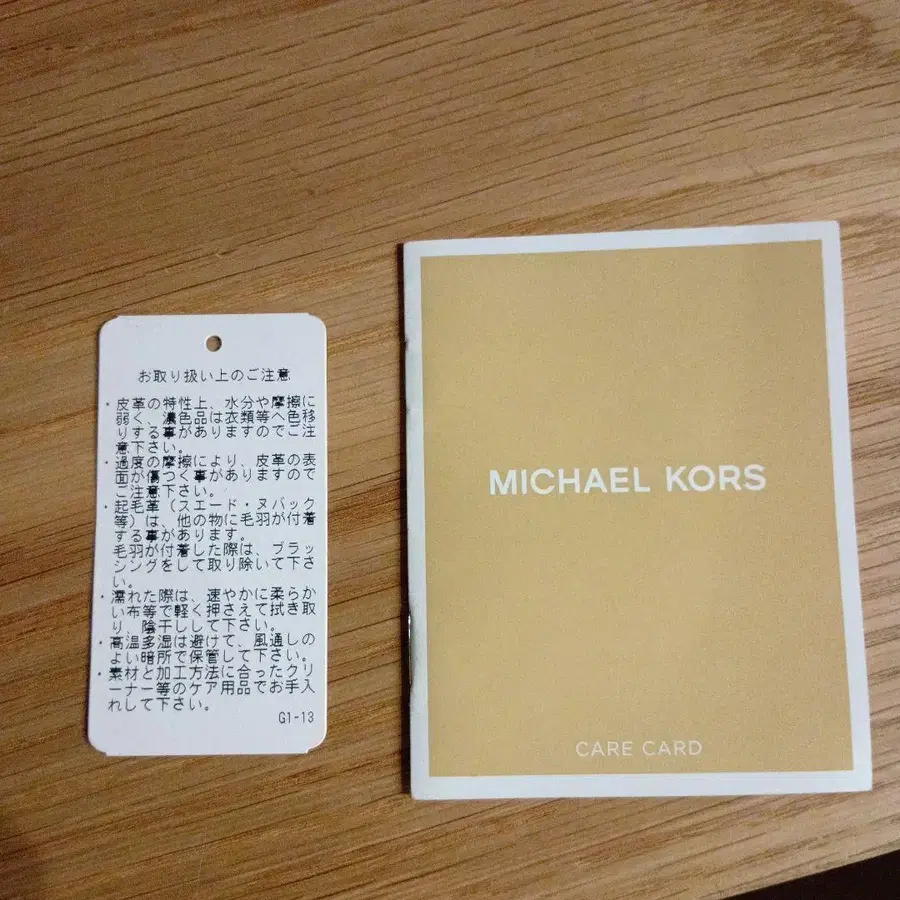 お取り扱い上のご注意
・皮革の特性上、水分や摩擦に
弱く、濃色品は衣類等へ色移
りする事がありますのでご注
意下さい。
・過度の摩擦により、皮革の表
面が傷つく事がありますので
ご注意下さい。
・起毛革（スエード・ヌバック
等）は、他の物に毛羽が付着
する事があります。
毛羽が付着した際は、ブラッ
シングをして取り除いて下さ
い。
・濡れた際は、速やかに柔らか
い布等で軽く押さえて拭き取
り、陰干しして下さい。
・高温多湿は避けて、風通しの
よい暗所で保管して下さい。
・素材と加工方法に合ったクリ
ーナー等のケア用品でお手入
れして下さい。
G1-13
MICHAEL KORS
CARE CARD